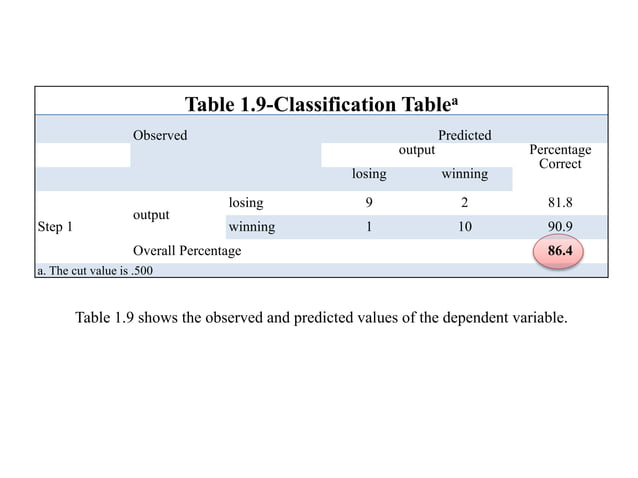 Table 1.9-Classification Tableᵃ
Observed Predicted
output Percentage Correct
losing winning
Step 1 output losing 9 2 81.8
winning 1 10 90.9
Overall Percentage 86.4
a. The cut value is .500
Table 1.9 shows the observed and predicted values of the dependent variable.